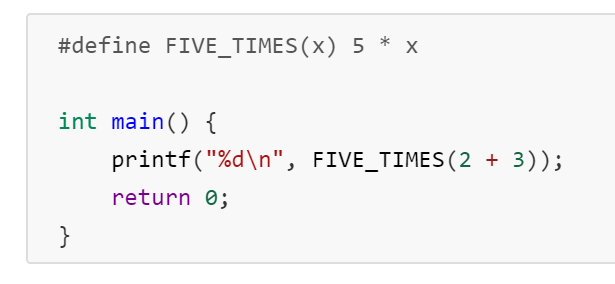 #define FIVE_TIMES(x) 5 * x
int main() {
    printf("%d\n", FIVE_TIMES(2 + 3));
    return 0;
}